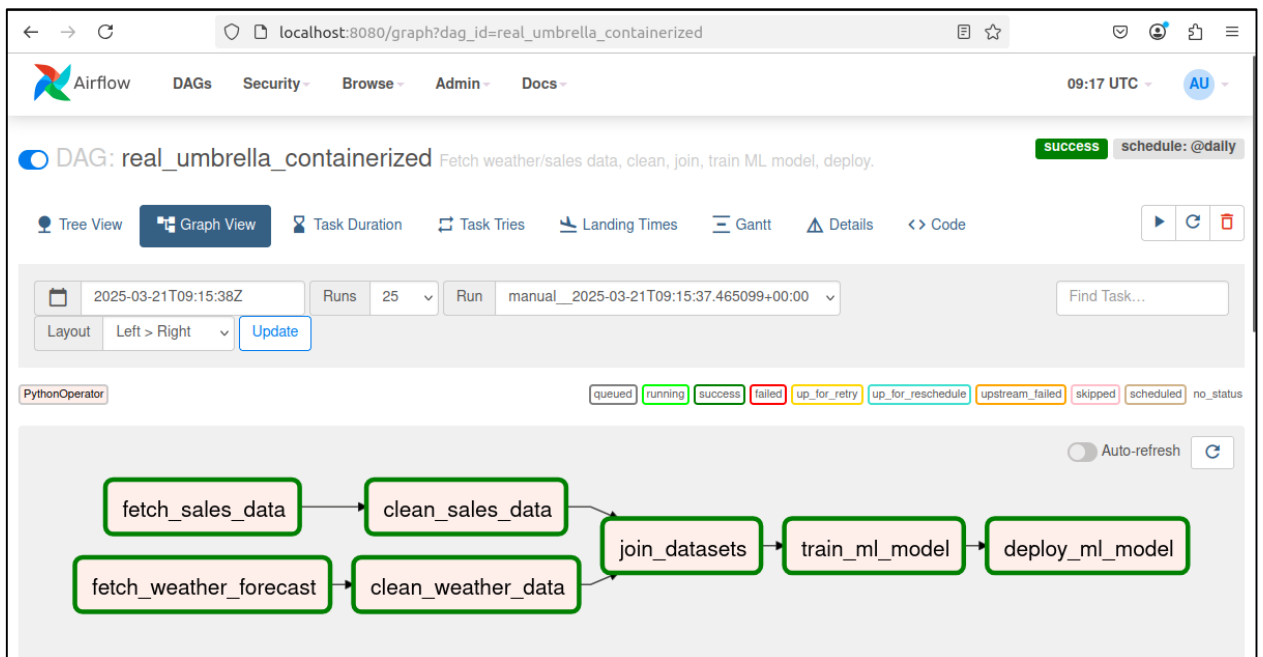 localhost:8080/graph?dag_id=real_umbrella_containerized
Airflow DAGs Security Browse Admin Docs 09:17 UTC AU
DAG: real_umbrella_containerized Fetch weather/sales data, clean, join, train ML model, deploy. success schedule: @daily
Tree View Graph View Task Duration Task Tries Landing Times Gantt Details Code
2025-03-21T09:15:38Z Runs 25 Run manual__2025-03-21T09:15:37.465099+00:00 Find Task...
Layout Left > Right Update
PythonOperator queued running success failed up_for_retry up_for_reschedule upstream_failed skipped scheduled no_status
Auto-refresh
fetch_sales_data clean_sales_data
join_datasets train_ml_model deploy_ml_model
fetch_weather_forecast clean_weather_data